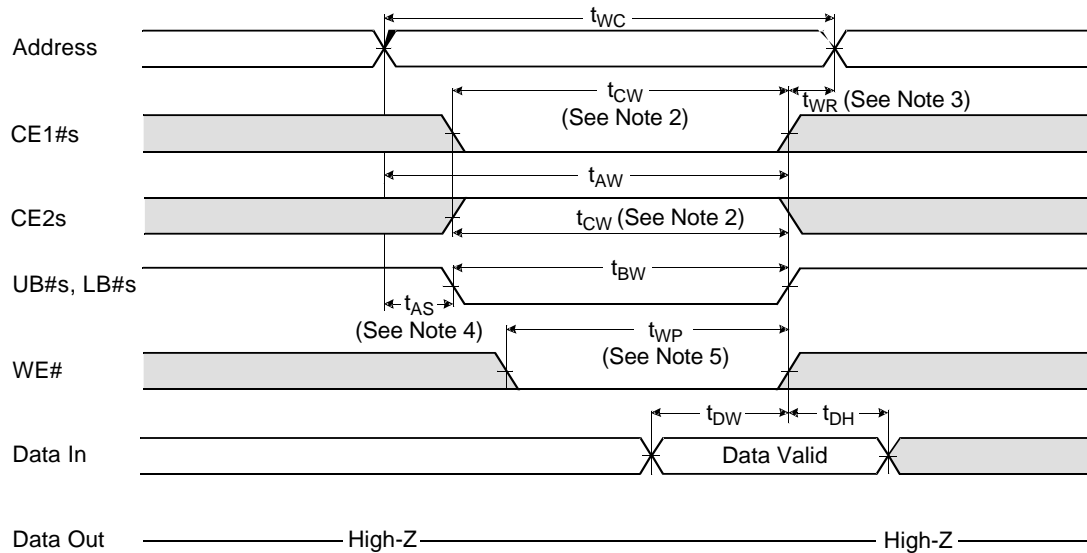 tWC
Address
tCW
(See Note 2)
tWR (See Note 3)
CE1#s
tAW
CE2s
tCW (See Note 2)
UB#s, LB#s
tBW
tAS
(See Note 4)
tWP
(See Note 5)
WE#
tDW
tDH
Data In
Data Valid
Data Out
High-Z
High-Z